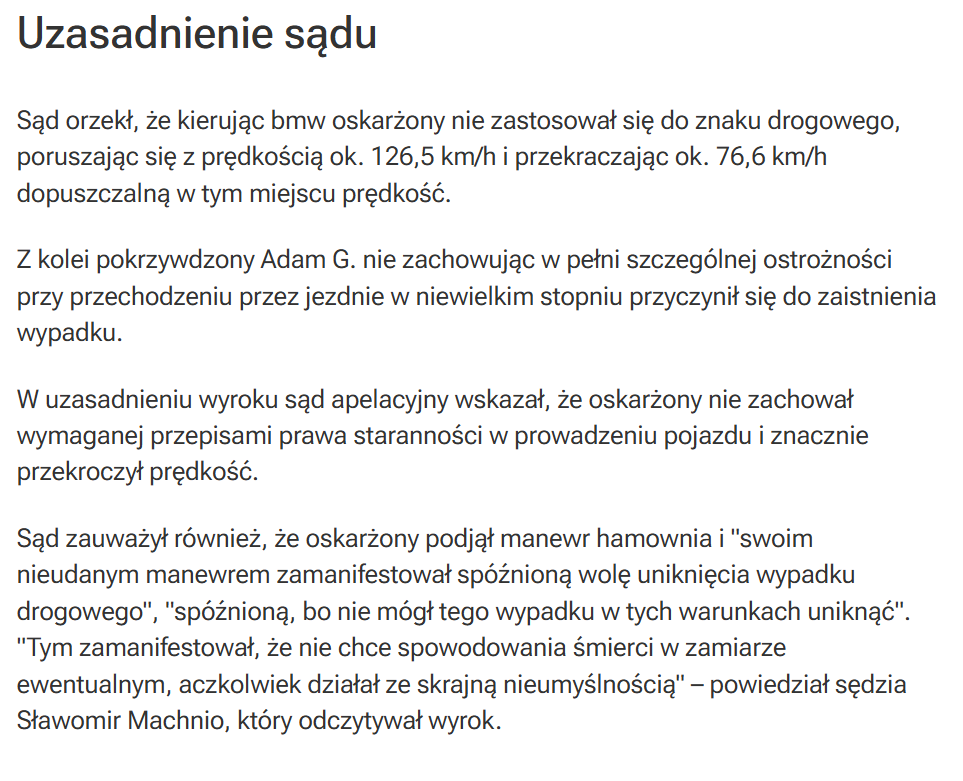 Uzasadnienie sądu
Sąd orzekł, że kierując bmw oskarżony nie zastosował się do znaku drogowego,
poruszając się z prędkością ok. 126,5 km/h i przekraczając ok. 76,6 km/h
dopuszczalną w tym miejscu prędkość.
Z kolei pokrzywdzony Adam G. nie zachowując w pełni szczególnej ostrożności
przy przechodzeniu przez jezdnie w niewielkim stopniu przyczynił się do zaistnienia
wypadku.
W uzasadnieniu wyroku sąd apelacyjny wskazał, że oskarżony nie zachował
wymaganej przepisami prawa staranności w prowadzeniu pojazdu i znacznie
przekroczył prędkość.
Sąd zauważył również, że oskarżony podjął manewr hamownia i "swoim
nieudanym manewrem zamanifestował spóźnioną wolę uniknięcia wypadku
drogowego", "spóźnioną, bo nie mógł tego wypadku w tych warunkach uniknąć".
"Tym zamanifestował, że nie chce spowodowania śmierci w zamiarze
ewentualnym, aczkolwiek działał ze skrajną nieumyślnością" – powiedział sędzia
Sławomir Machnio, który odczytywał wyrok.